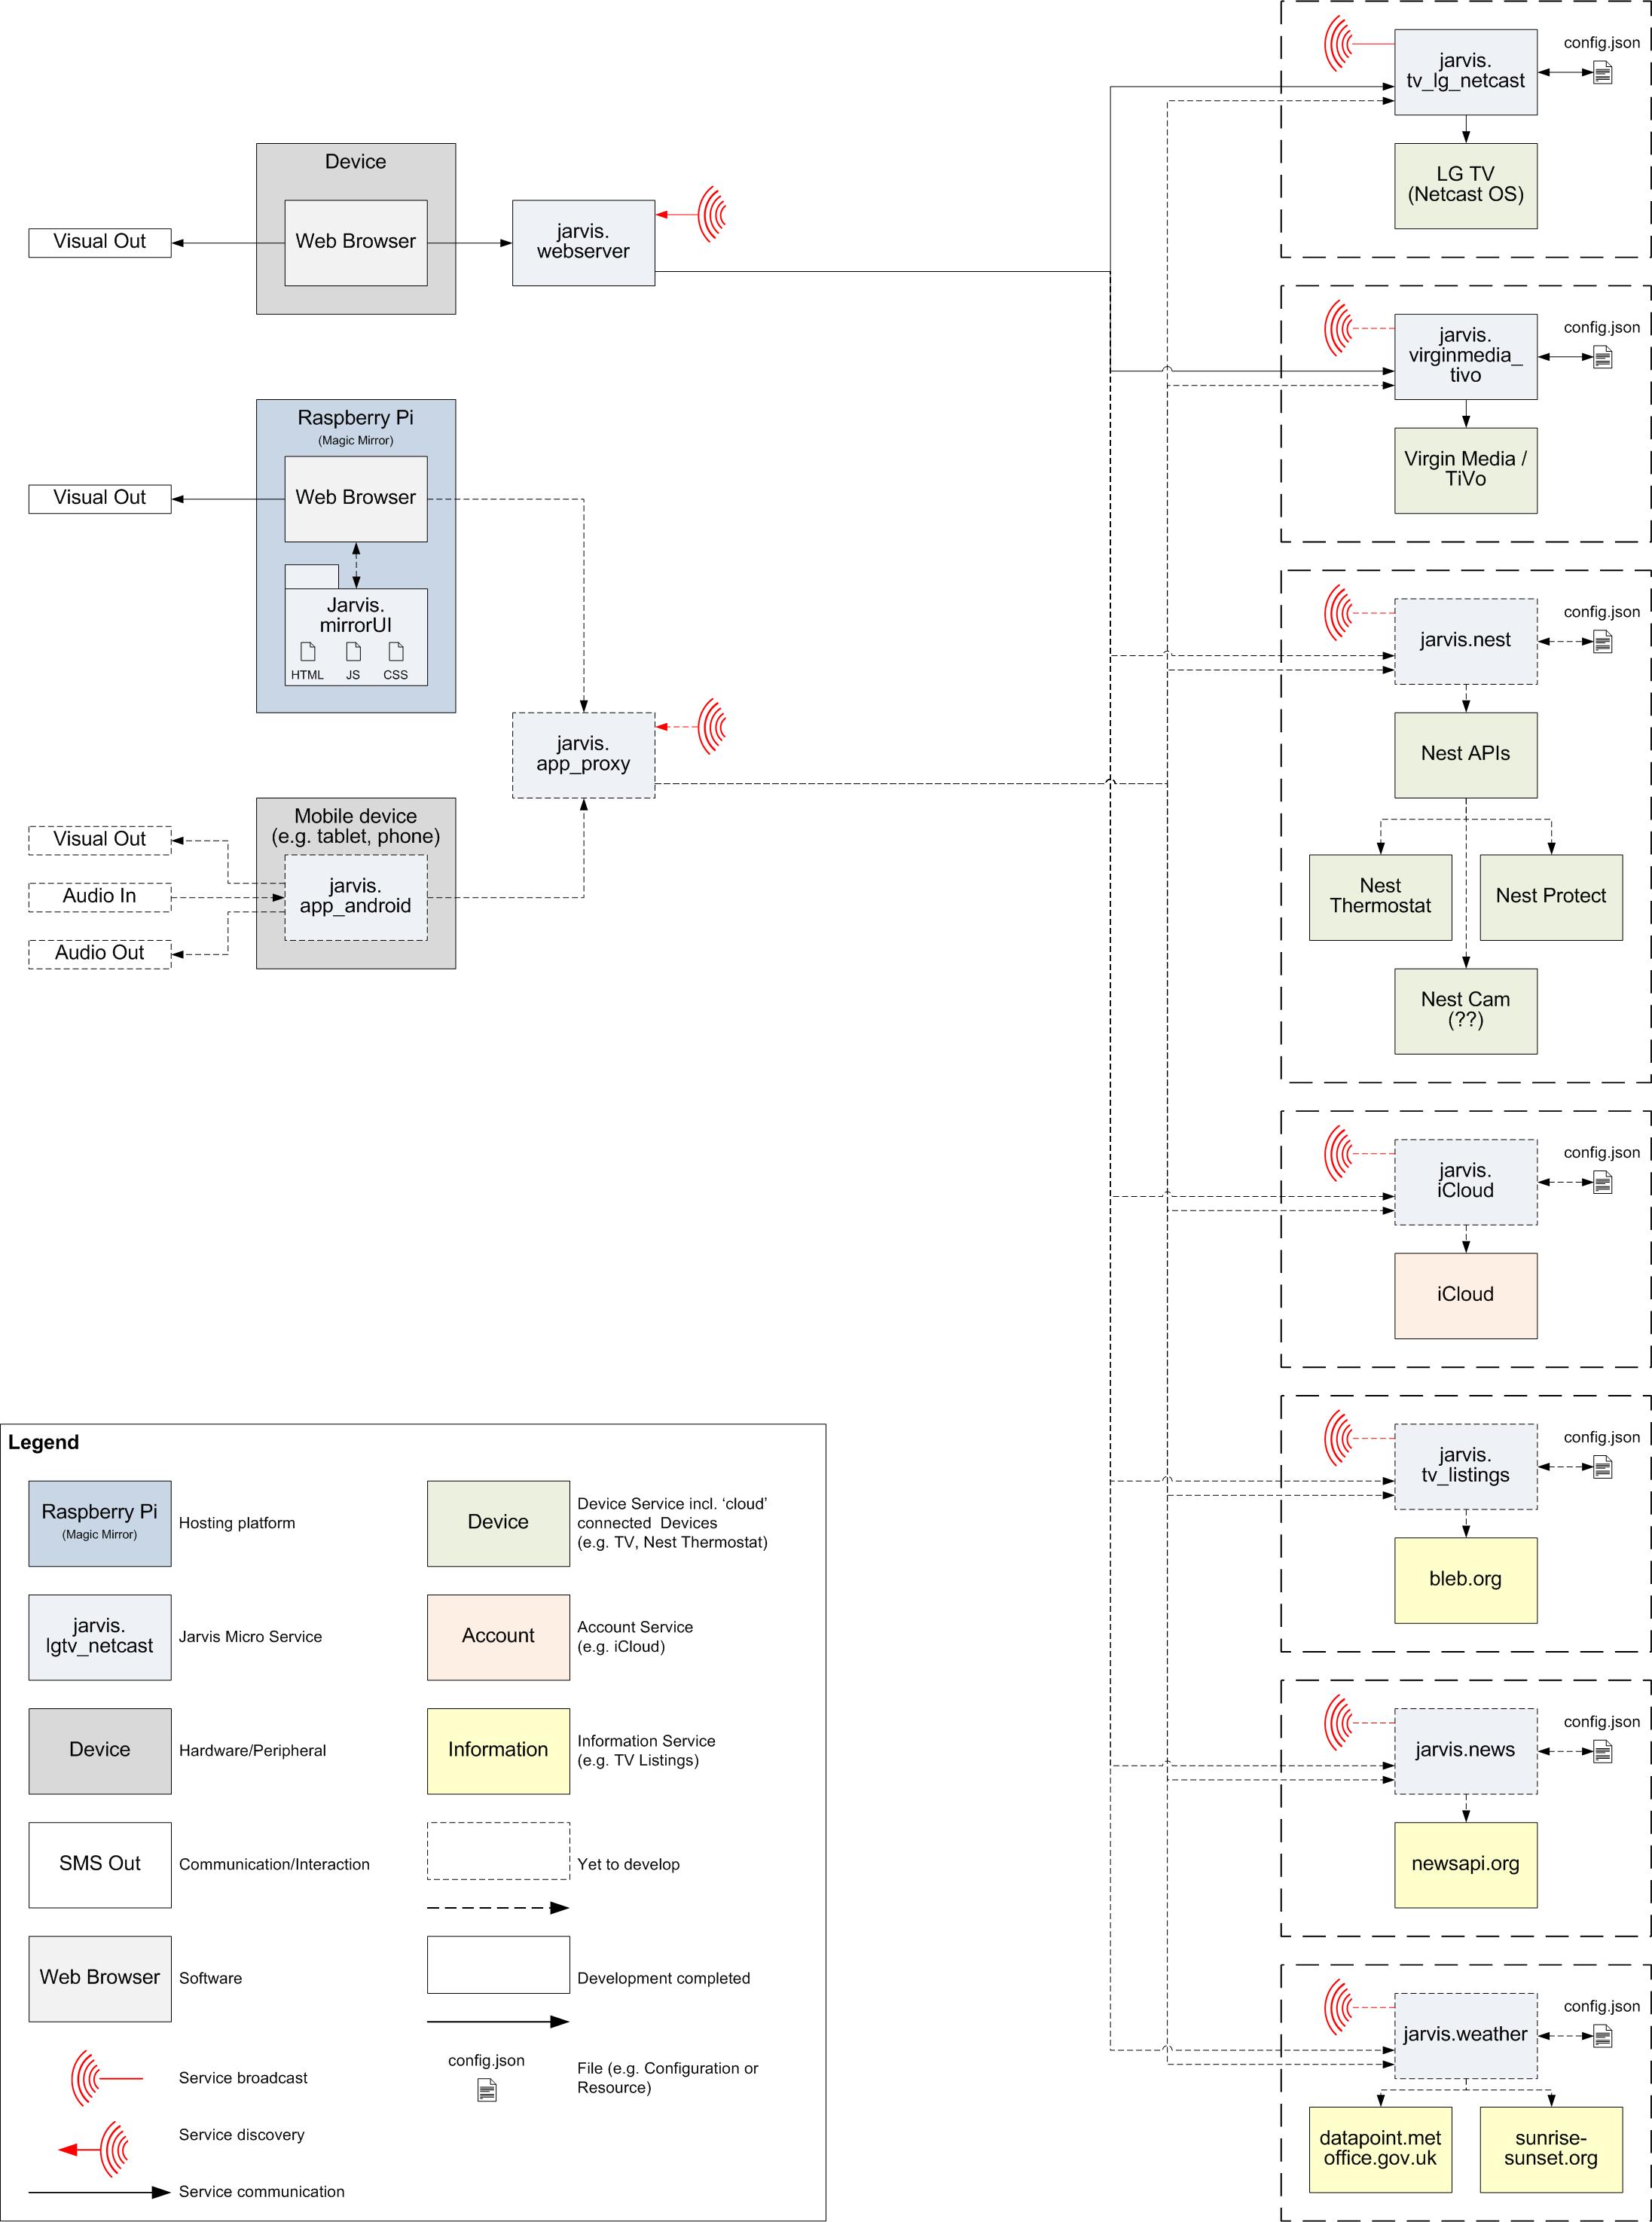 Device
Web Browser
Visual Out
jarvis.
webserver
Raspberry Pi
(Magic Mirror)
Web Browser
Visual Out
Jarvis.
mirrorUI
HTML
JS
CSS
jarvis.
app_proxy
Mobile device
(e.g. tablet, phone)
jarvis.
app_android
Visual Out
Audio In
Audio Out
jarvis.
tv_lg_netcast
config.json
LG TV
(Netcast OS)
jarvis.
virginmedia_
tivo
config.json
Virgin Media /
TiVo
jarvis.nest
config.json
Nest APIs
Nest
Thermostat
Nest Protect
Nest Cam
(??)
jarvis.
iCloud
config.json
iCloud
jarvis.
tv_listings
config.json
bleb.org
jarvis.news
config.json
newsapi.org
jarvis.weather
config.json
datapoint.met
office.gov.uk
sunrise-
sunset.org
Legend
Raspberry Pi
(Magic Mirror)
Hosting platform
jarvis.
lgtv_netcast
Jarvis Micro Service
Device
Hardware/Peripheral
SMS Out
Communication/Interaction
Web Browser
Software
Service broadcast
Service discovery
Service communication
Device
Device Service incl. ‘cloud’
connected Devices
(e.g. TV, Nest Thermostat)
Account
Account Service
(e.g. iCloud)
Information
Information Service
(e.g. TV Listings)
Yet to develop
Development completed
config.json
File (e.g. Configuration or
Resource)